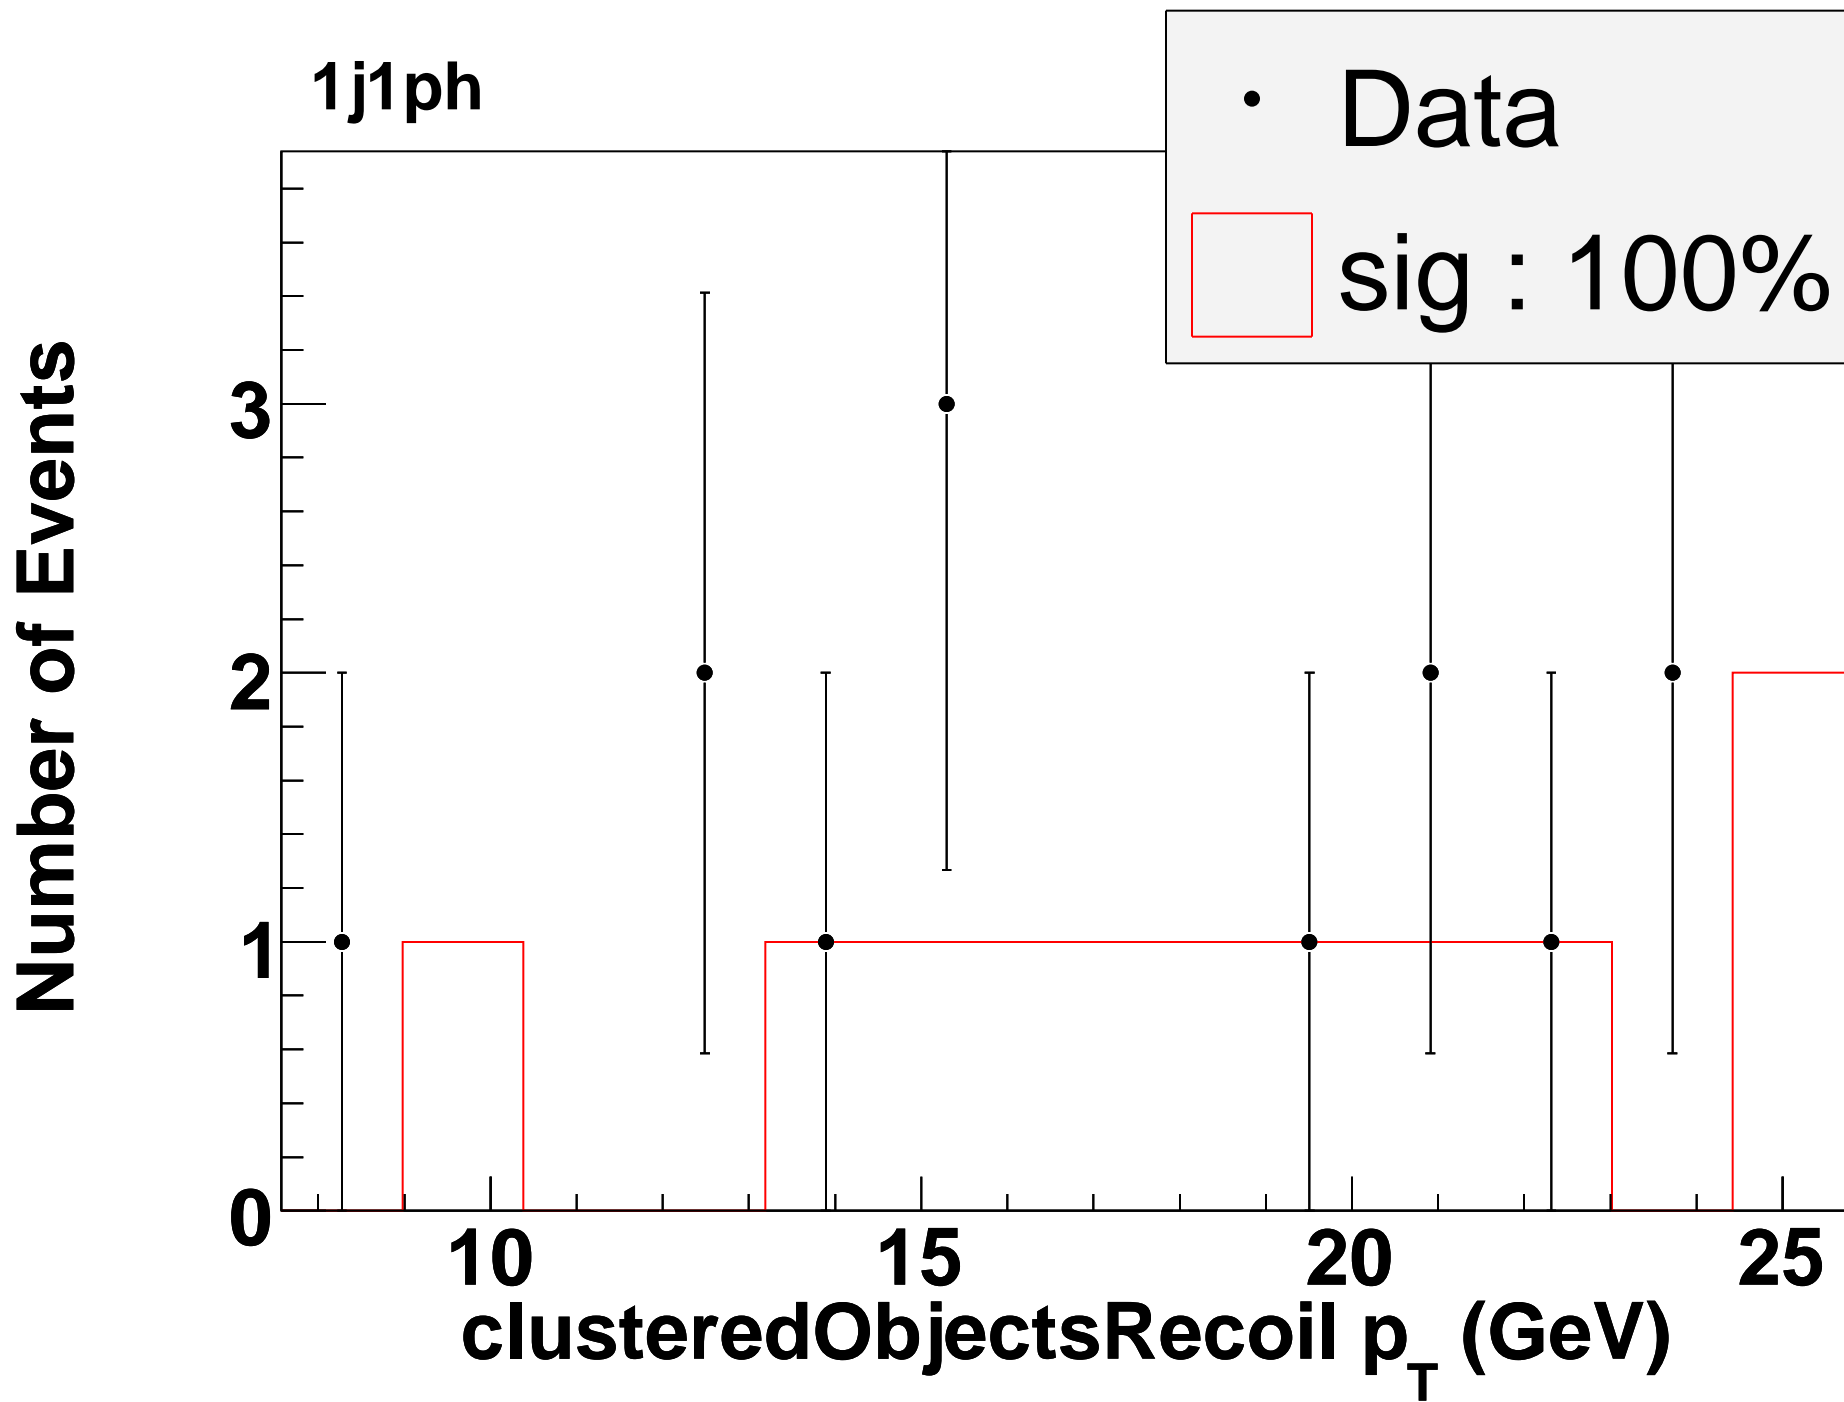 1j1ph
Data
sig : 100%
Number of Events
3
2
1
0
10 15 20 25
clusteredObjectsRecoil p_T (GeV)